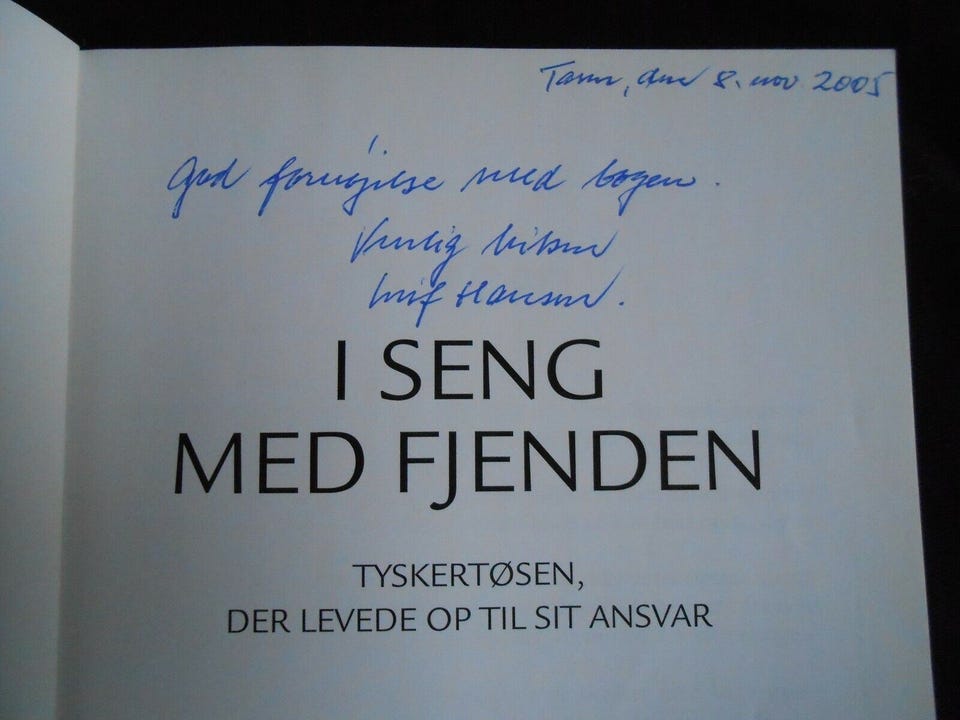 Tarm, den 8. nov 2005
God fornøjelse med bogen.
Venlig hilsen
Hansen.
I SENG
MED FJENDEN
TYSKERTØSEN,
DER LEVEDE OP TIL SIT ANSVAR